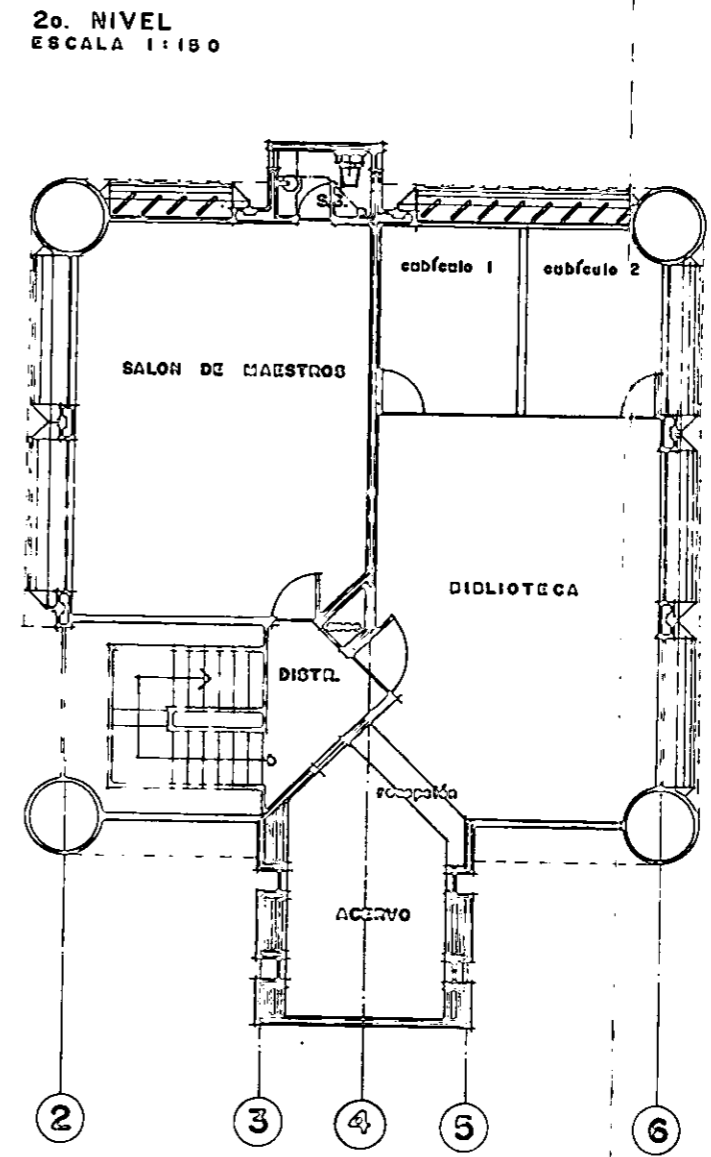 2o. NIVEL
ESCALA 1:150
S.S.
cubículo 1
cubículo 2
SALON DE MAESTROS
BIBLIOTECA
DISTR.
recepción
ACERVO
2
3
4
5
6